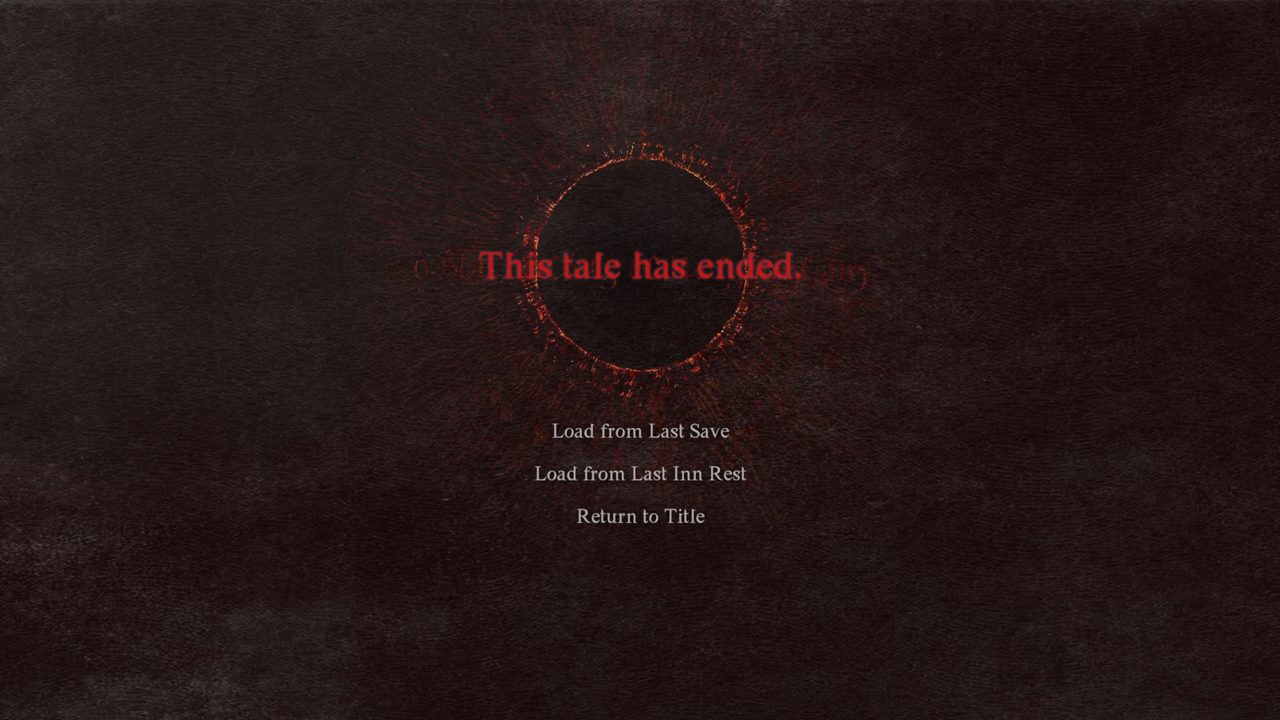 This tale has ended.
Load from Last Save
Load from Last Inn Rest
Return to Title